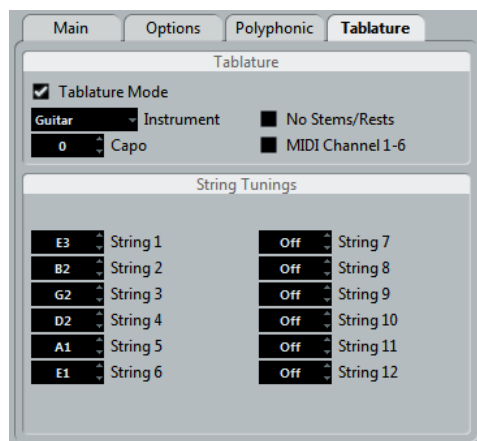 Main Options Polyphonic Tablature
Tablature
Tablature Mode
Guitar Instrument No Stems/Rests
0 Capo MIDI Channel 1-6
String Tunings
E3 String 1 Off String 7
B2 String 2 Off String 8
G2 String 3 Off String 9
D2 String 4 Off String 10
A1 String 5 Off String 11
E1 String 6 Off String 12